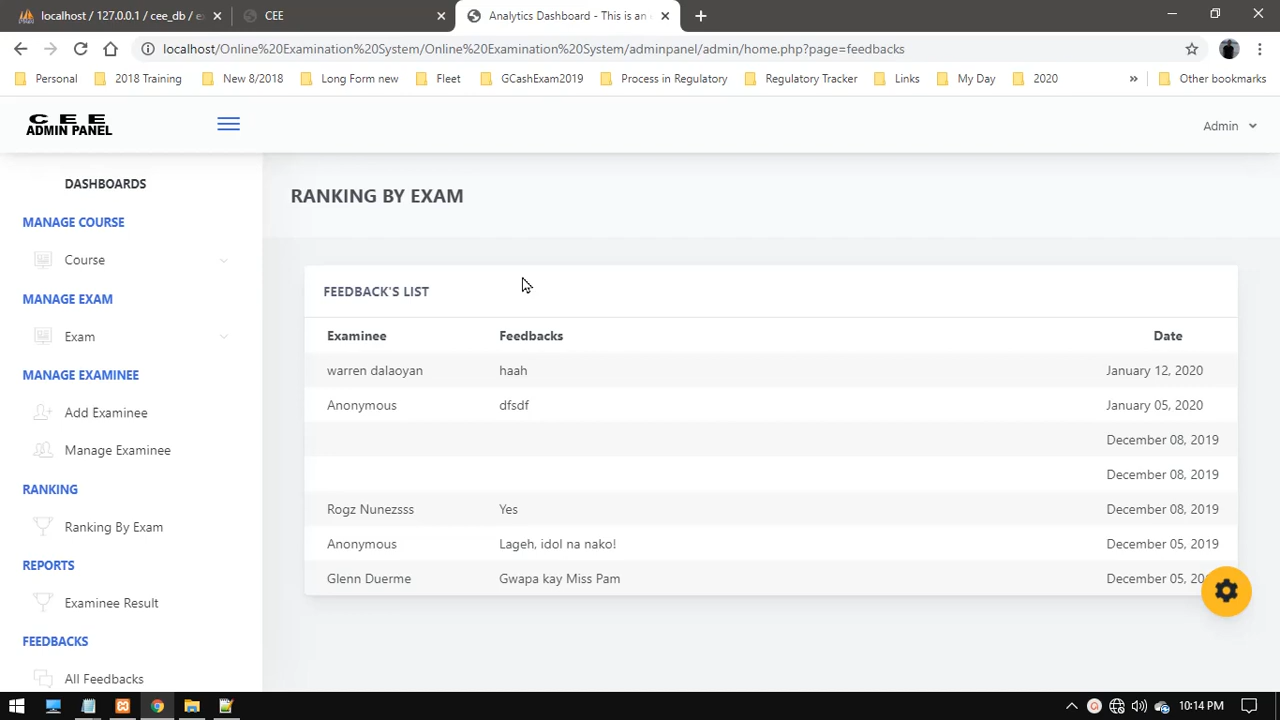 localhost / 127.0.0.1 / cee_db / e
CEE
Analytics Dashboard - This is an
localhost/Online%20Examination%20System/Online%20Examination%20System/adminpanel/admin/home.php?page=feedbacks
Personal 2018 Training New 8/2018 Long Form new Fleet GCashExam2019 Process in Regulatory Regulatory Tracker Links My Day 2020 » Other bookmarks
CEE
ADMIN PANEL
Admin
DASHBOARDS
MANAGE COURSE
Course
MANAGE EXAM
Exam
MANAGE EXAMINEE
Add Examinee
Manage Examinee
RANKING
Ranking By Exam
REPORTS
Examinee Result
FEEDBACKS
All Feedbacks
RANKING BY EXAM
FEEDBACK'S LIST
Examinee Feedbacks Date
warren dalaoyan haah January 12, 2020
Anonymous dfsdf January 05, 2020
December 08, 2019
December 08, 2019
Rogz Nunezsss Yes December 08, 2019
Anonymous Lageh, idol na nako! December 05, 2019
Glenn Duerme Gwapa kay Miss Pam December 05, 20
10:14 PM